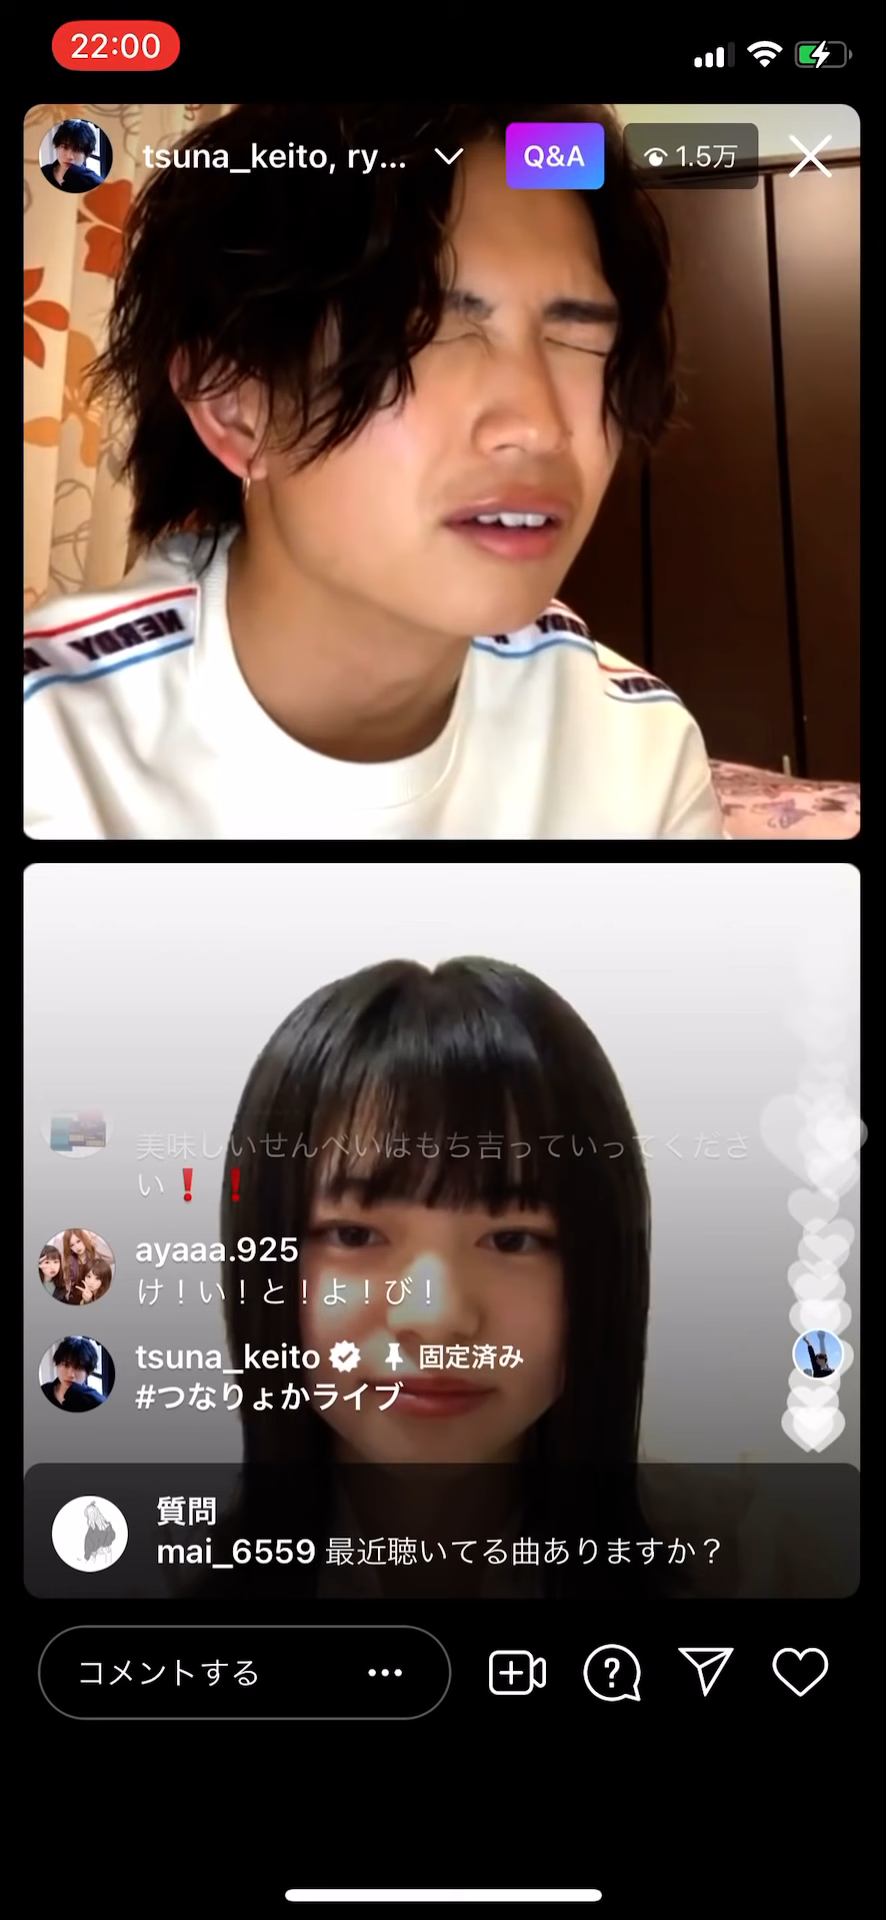 22:00
tsuna_keito, ry...
Q&A
1.5万
NERDY
NERDY
美味しいせんべいはもち吉っていってくださ
い❗❗
ayaaa.925
け！い！と！よ！び！
tsuna_keito 固定済み
#つなりょかライブ
質問
mai_6559 最近聴いてる曲ありますか？
コメントする